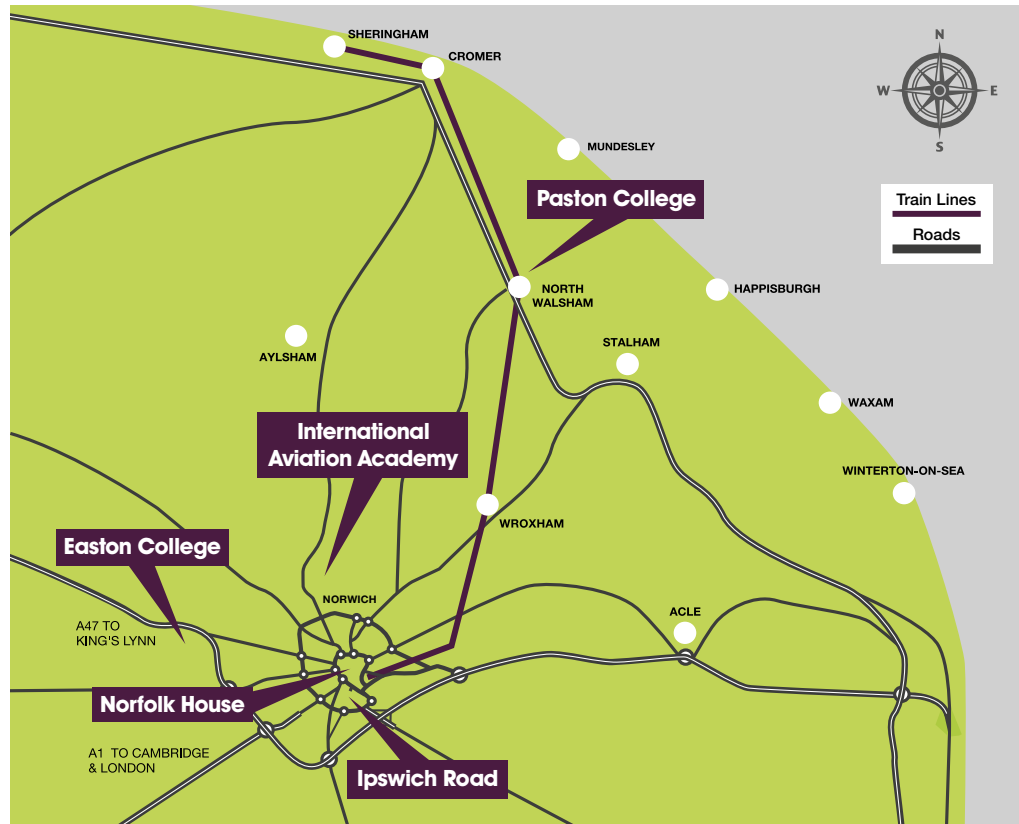 SHERINGHAM
CROMER
N
W
E
S
MUNDESLEY
Paston College
Train Lines
Roads
NORTH
WALSHAM
HAPPISBURGH
AYLSHAM
STALHAM
WAXAM
International
Aviation Academy
WINTERTON-ON-SEA
WROXHAM
Easton College
NORWICH
ACLE
A47 TO
KING'S LYNN
Norfolk House
A1 TO CAMBRIDGE
& LONDON
Ipswich Road